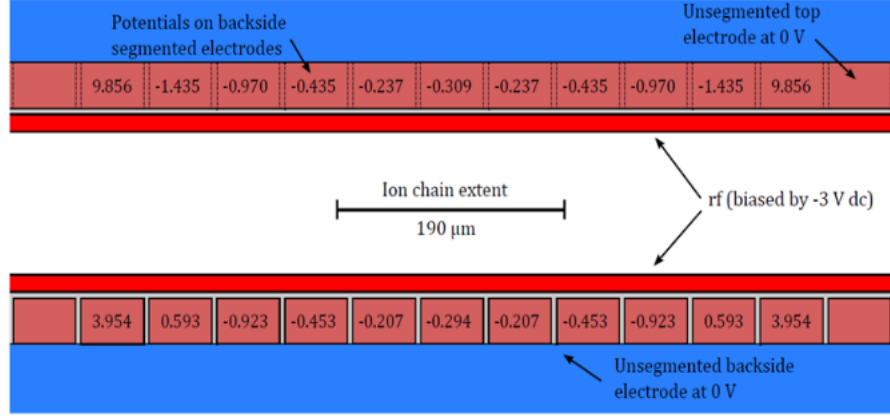 Potentials on backside
segmented electrodes
Unsegmented top
electrode at 0 V
9.856 -1.435 -0.970 -0.435 -0.237 -0.309 -0.237 -0.435 -0.970 -1.435 9.856
Ion chain extent
190 μm
rf (biased by -3 V dc)
3.954 0.593 -0.923 -0.453 -0.207 -0.294 -0.207 -0.453 -0.923 0.593 3.954
Unsegmented backside
electrode at 0 V